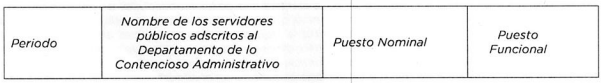 Periodo
Nombre de los servidores
públicos adscritos al
Departamento de lo
Contencioso Administrativo
Puesto Nominal
Puesto
Funcional